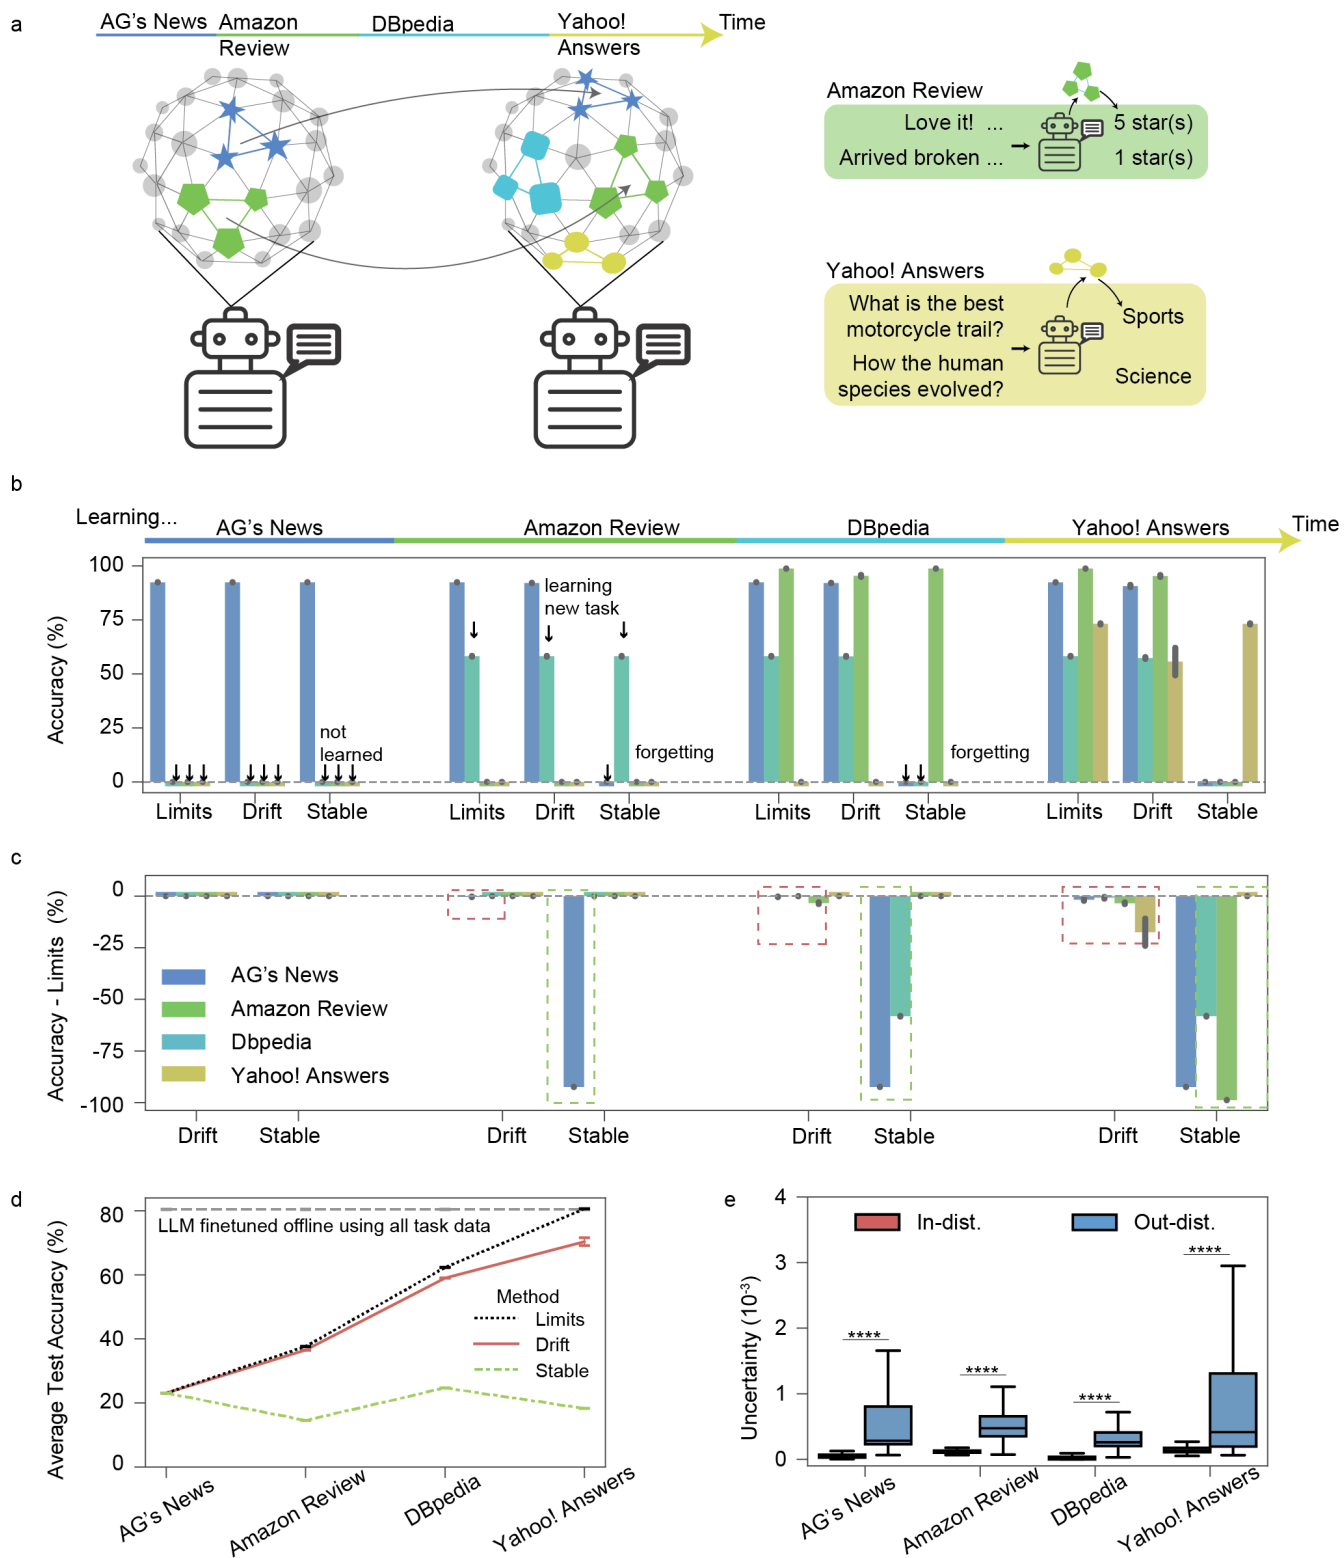 a
AG's News
Amazon
Review
DBpedia
Yahoo!
Answers
Time
Amazon Review
Love it! ...
Arrived broken ...
5 star(s)
1 star(s)
Yahoo! Answers
What is the best
motorcycle trail?
How the human
species evolved?
Sports
Science
b
Learning...
AG's News
Amazon Review
DBpedia
Yahoo! Answers
Time
Accuracy (%)
100
75
50
25
0
not
learned
learning
new task
forgetting
forgetting
Limits
Drift
Stable
Limits
Drift
Stable
Limits
Drift
Stable
Limits
Drift
Stable
c
Accuracy - Limits (%)
0
-25
-50
-75
-100
AG's News
Amazon Review
Dbpedia
Yahoo! Answers
Drift
Stable
Drift
Stable
Drift
Stable
Drift
Stable
d
Average Test Accuracy (%)
80
60
40
20
0
LLM finetuned offline using all task data
Method
Limits
Drift
Stable
AG's News
Amazon Review
DBpedia
Yahoo! Answers
e
Uncertainty (10-3)
4
3
2
1
0
In-dist.
Out-dist.
****
****
****
****
AG's News
Amazon Review
DBpedia
Yahoo! Answers